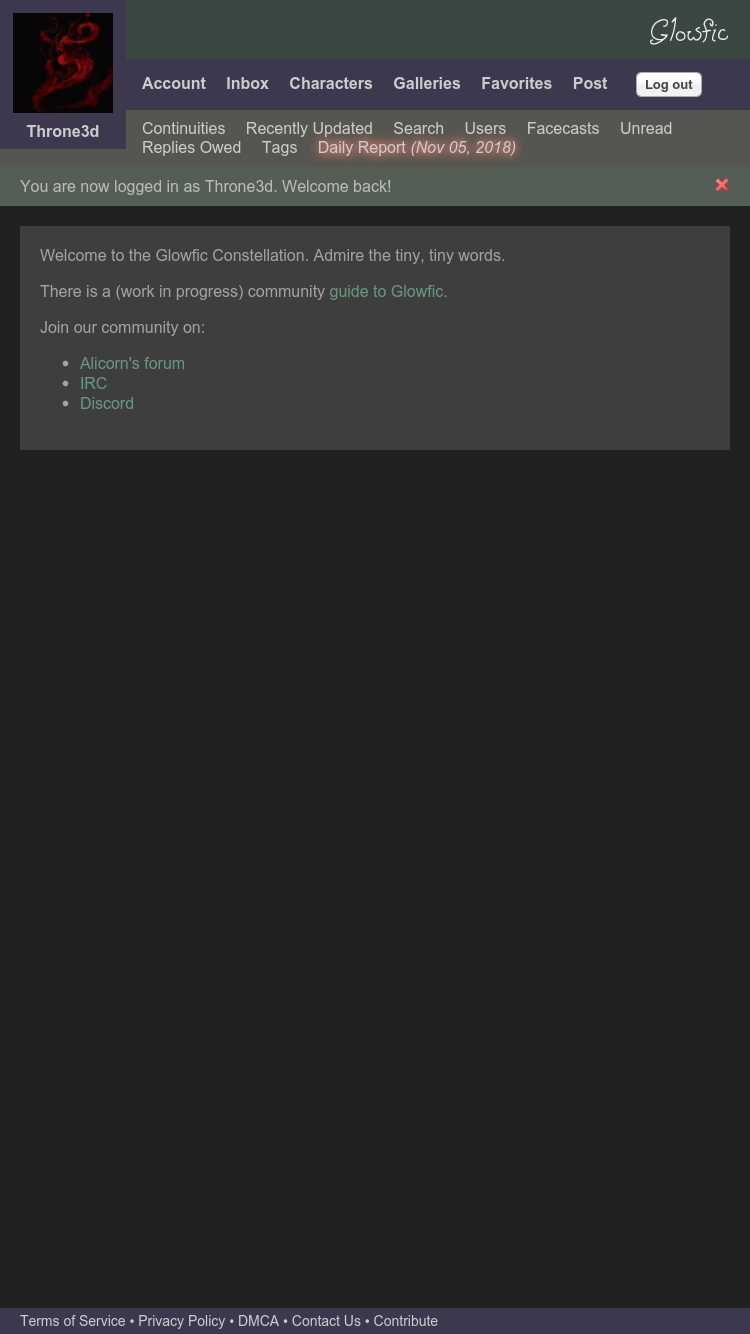 Glowfic
Account Inbox Characters Galleries Favorites Post Log out
Throne3d
Continuities Recently Updated Search Users Facecasts Unread
Replies Owed Tags Daily Report (Nov 05, 2018)
You are now logged in as Throne3d. Welcome back!
Welcome to the Glowfic Constellation. Admire the tiny, tiny words.
There is a (work in progress) community guide to Glowfic.
Join our community on:
• Alicorn's forum
• IRC
• Discord
Terms of Service • Privacy Policy • DMCA • Contact Us • Contribute